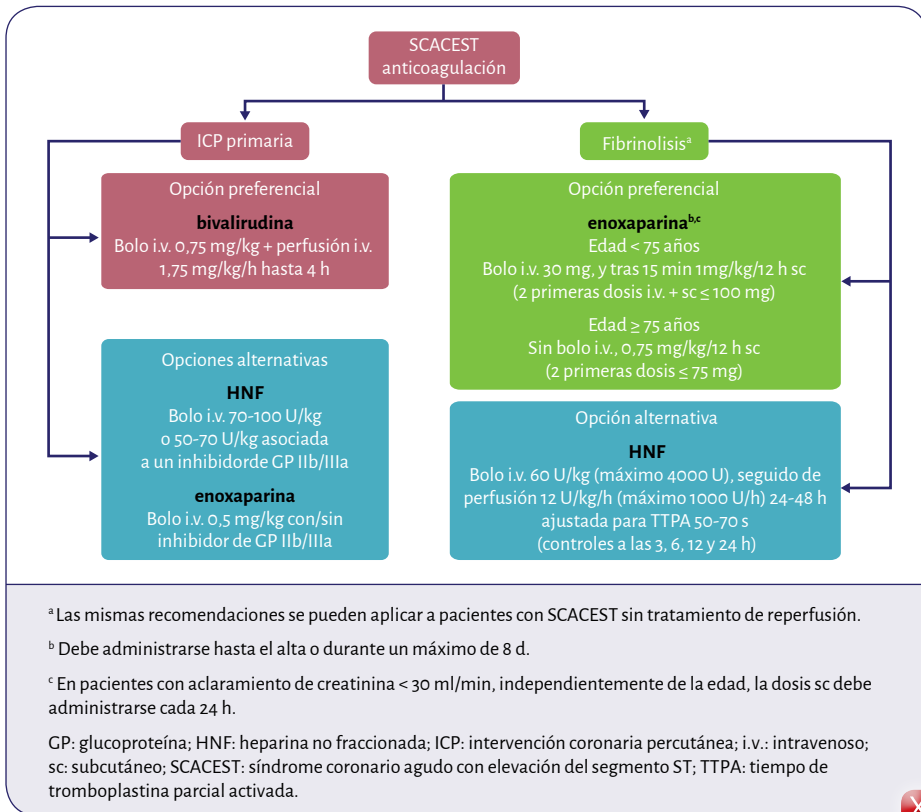 SCACEST
anticoagulación
ICP primaria
Fibrinolisisª
Opción preferencial
bivalirudina
Bolo i.v. 0,75 mg/kg + perfusión i.v.
1,75 mg/kg/h hasta 4 h
Opción preferencial
enoxaparinab,c
Edad < 75 años
Bolo i.v. 30 mg, y tras 15 min 1mg/kg/12 h sc
(2 primeras dosis i.v. + sc ≤ 100 mg)
Edad ≥ 75 años
Sin bolo i.v., 0,75 mg/kg/12 h sc
(2 primeras dosis ≤ 75 mg)
Opciones alternativas
HNF
Bolo i.v. 70-100 U/kg
o 50-70 U/kg asociada
a un inhibidorde GP IIb/IIIa
enoxaparina
Bolo i.v. 0,5 mg/kg con/sin
inhibidor de GP IIb/IIIa
Opción alternativa
HNF
Bolo i.v. 60 U/kg (máximo 4000 U), seguido de
perfusión 12 U/kg/h (máximo 1000 U/h) 24-48 h
ajustada para TTPA 50-70 s
(controles a las 3, 6, 12 y 24 h)
ª Las mismas recomendaciones se pueden aplicar a pacientes con SCACEST sin tratamiento de reperfusión.
b Debe administrarse hasta el alta o durante un máximo de 8 d.
c En pacientes con aclaramiento de creatinina < 30 ml/min, independientemente de la edad, la dosis sc debe
administrarse cada 24 h.
GP: glucoproteína; HNF: heparina no fraccionada; ICP: intervención coronaria percutánea; i.v.: intravenoso;
sc: subcutáneo; SCACEST: síndrome coronario agudo con elevación del segmento ST; TTPA: tiempo de
tromboplastina parcial activada.